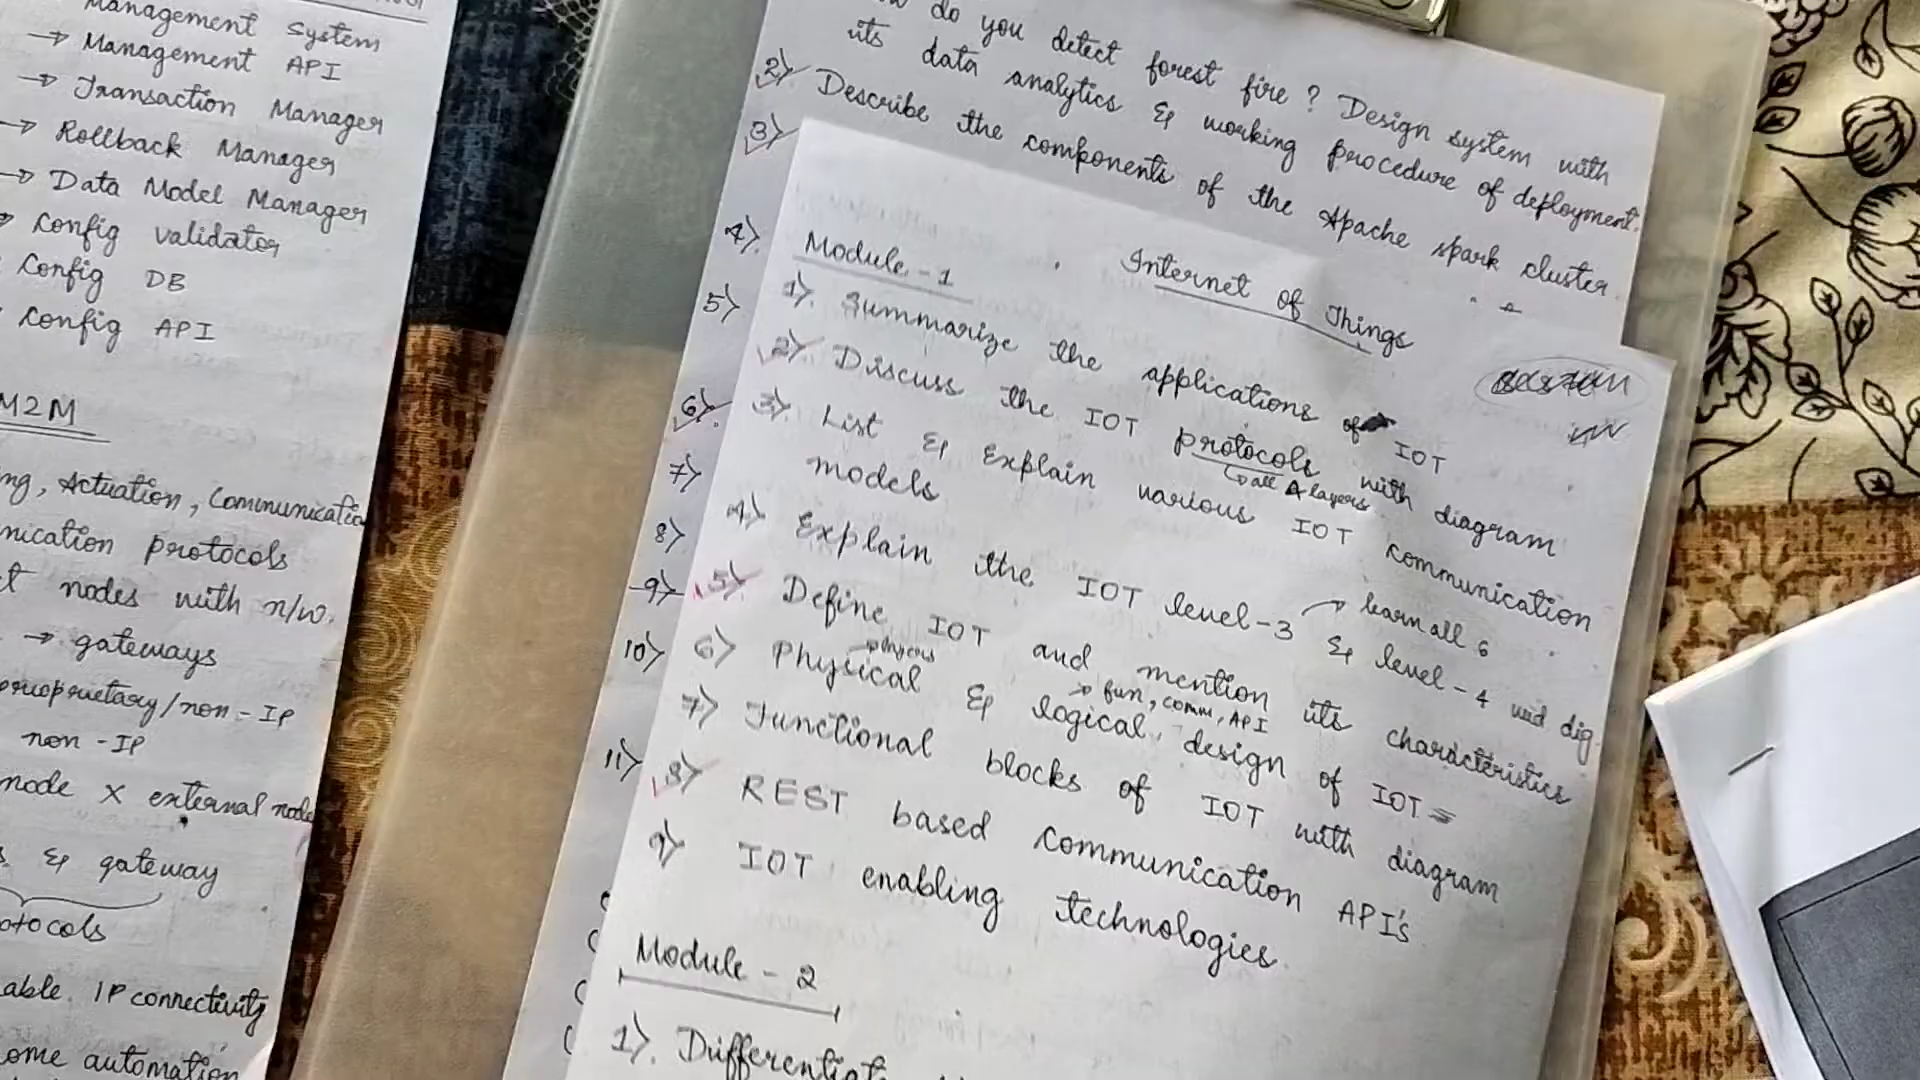 Management System
→ Management API
→ Transaction Manager
→ Rollback Manager
→ Data Model Manager
→ Config validator
Config DB
Config API
M2M
ng, Actuation, Communicatio
nication protocols
nodes with n/w.
→ gateways
proprietary/non-IP
non-IP
node X external node
& gateway
otocols
able IP connectivity
ome automation
do you detect forest fire? Design system with
its data analytics & working procedure of deployment.
2) Describe the components of the Apache spark cluster.
3)
4)
5)
6)
7)
8)
9)
10)
11)
Internet of Things
Module-1
1) Summarize the applications of IOT
2) Discuss the IOT protocols with diagram
all 4 layers
3) List & Explain various IOT communication
models
4) Explain the IOT level-3 & level-4 and dig.
→ learn all 6
5) Define IOT and mention its characteristics
6) Physical & logical design of IOT
→ fun, comm, API
7) Functional blocks of IOT with diagram
8) REST based communication API's
9) IOT enabling technologies.
Module-2
1)